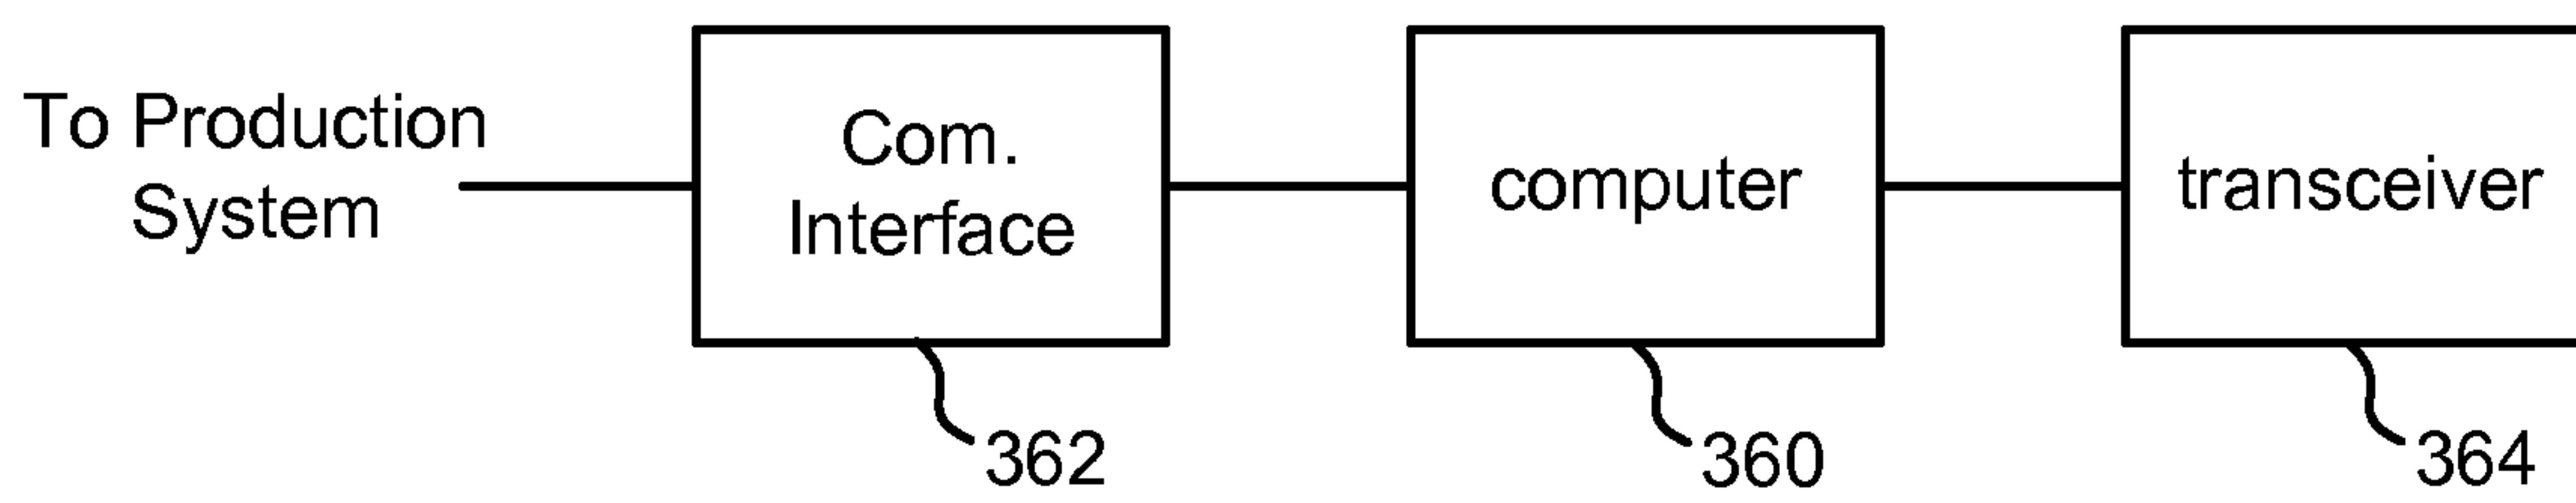 To Production
System
Com.
Interface
computer
transceiver
362
360
364